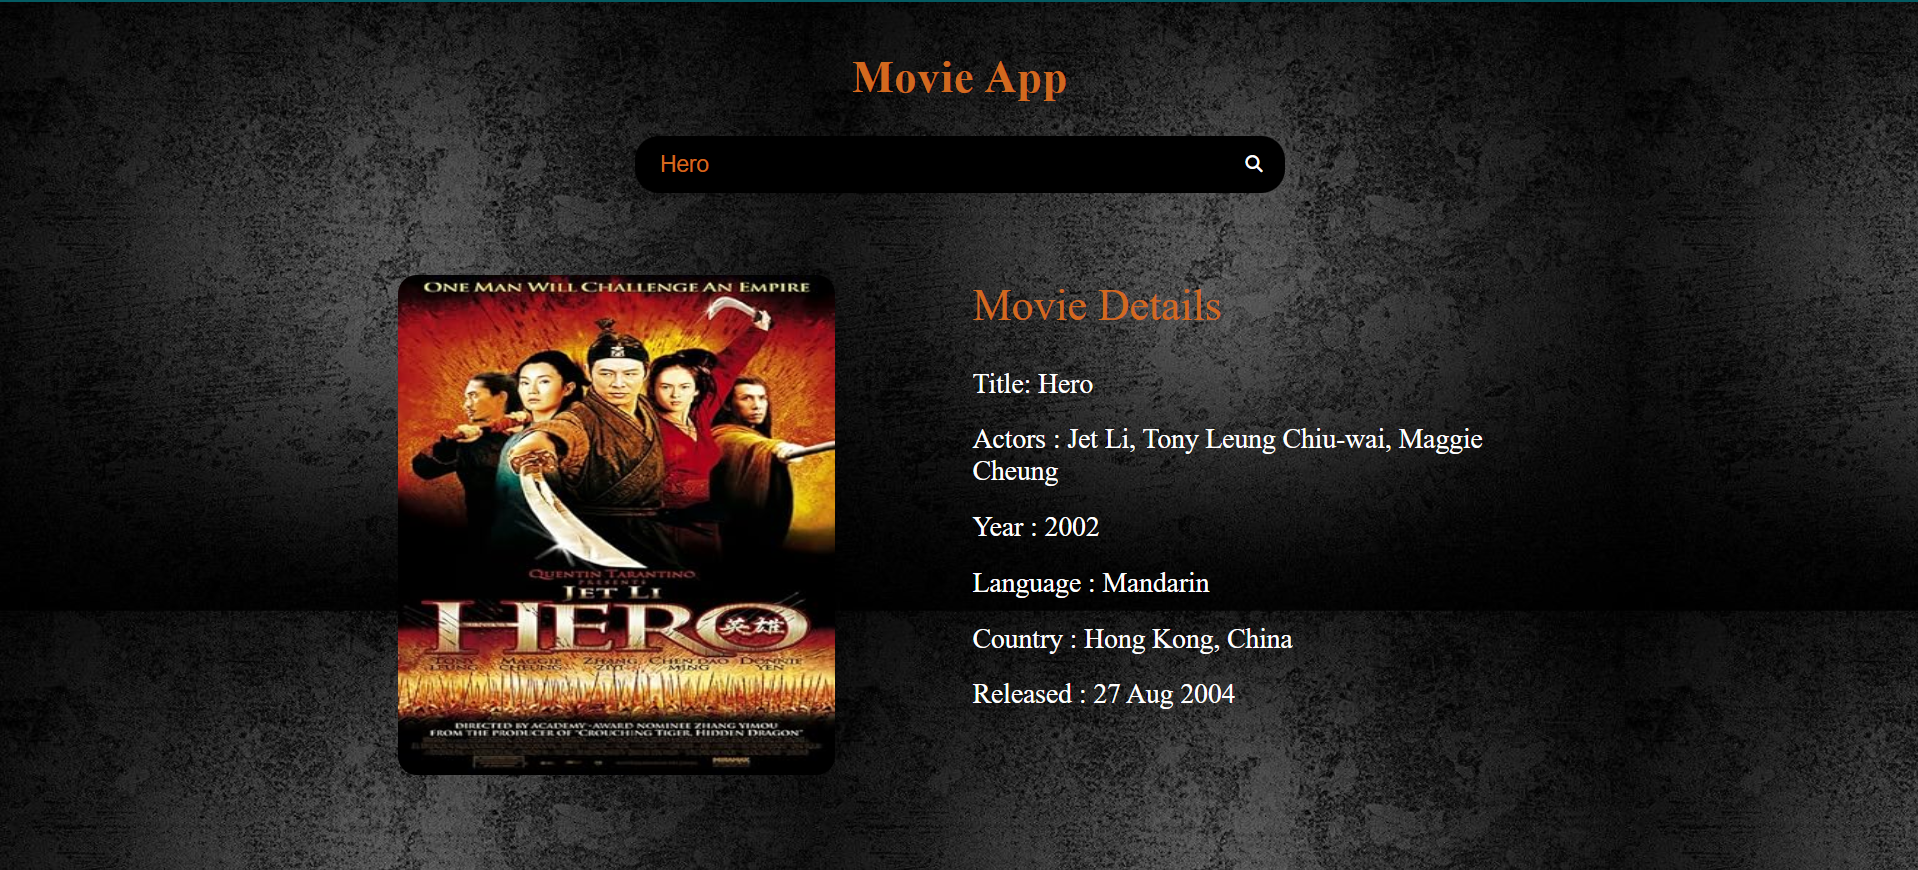 Movie App
Hero
ONE MAN WILL CHALLENGE AN EMPIRE
QUENTIN TARANTINO
PRESENTS
JET LI
HERO
英雄
TONY LEUNG MAGGIE CHEUNG ZHANG ZIYI CHEN DAO MING DONNIE YEN
DIRECTED BY ACADEMY-AWARD NOMINEE ZHANG YIMOU
FROM THE PRODUCER OF "CROUCHING TIGER, HIDDEN DRAGON"
MIRAMAX
Movie Details
Title: Hero
Actors : Jet Li, Tony Leung Chiu-wai, Maggie
Cheung
Year : 2002
Language : Mandarin
Country : Hong Kong, China
Released : 27 Aug 2004